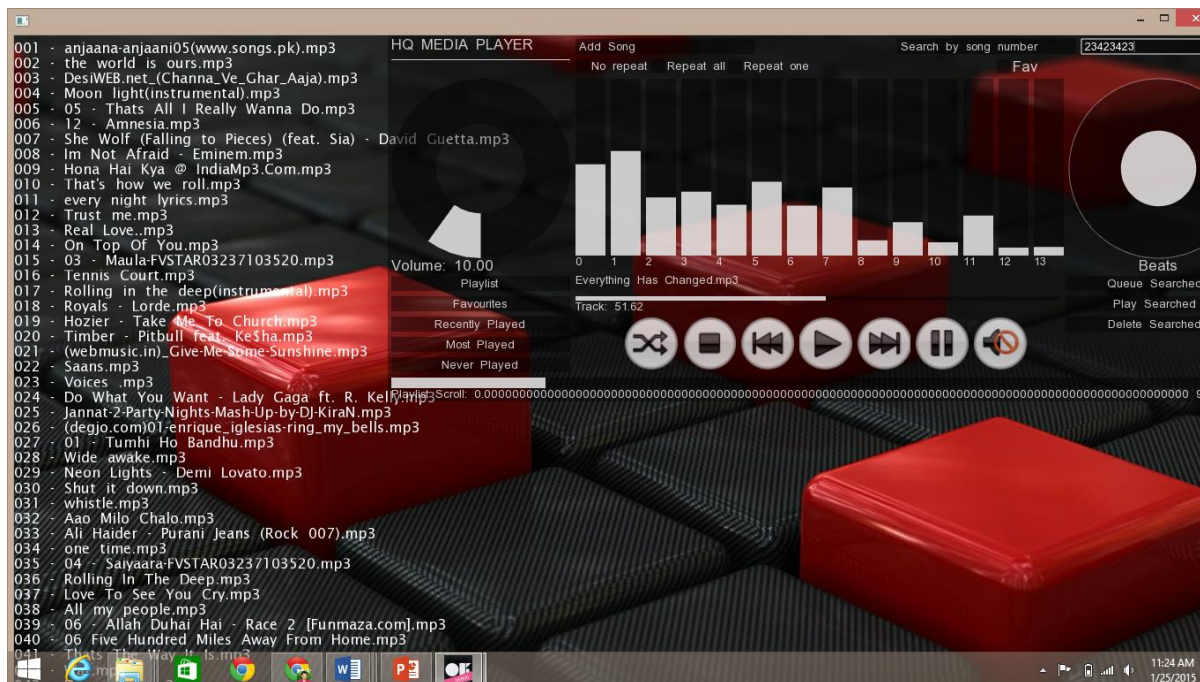 001 - anjaana-anjaani05(www.songs.pk).mp3
002 - the world is ours.mp3
003 - DesiWEB.net_(Channa_Ve_Ghar_Aaja).mp3
004 - Moon light(instrumental).mp3
005 - 05 - Thats All I Really Wanna Do.mp3
006 - 12 - Amnesia.mp3
007 - She Wolf (Falling to Pieces) (feat. Sia) - David Guetta.mp3
008 - Im Not Afraid - Eminem.mp3
009 - Hona Hai Kya @ IndiaMp3.Com.mp3
010 - That's how we roll.mp3
011 - every night lyrics.mp3
012 - Trust me.mp3
013 - Real Love..mp3
014 - On Top Of You.mp3
015 - 03 - Maula-FVSTAR03237103520.mp3
016 - Tennis Court.mp3
017 - Rolling in the deep(instrumental).mp3
018 - Royals - Lorde.mp3
019 - Hozier - Take Me To Church.mp3
020 - Timber - Pitbull feat. Ke$ha.mp3
021 - (webmusic.in)_Give-Me-Some-Sunshine.mp3
022 - Saans.mp3
023 - Voices .mp3
024 - Do What You Want - Lady Gaga ft. R. Kelly.mp3
025 - Jannat-2-Party-Nights-Mash-Up-by-DJ-KiraN.mp3
026 - (degjo.com)01-enrique_iglesias-ring_my_bells.mp3
027 - 01 - Tumhi Ho Bandhu.mp3
028 - Wide awake.mp3
029 - Neon Lights - Demi Lovato.mp3
030 - Shut it down.mp3
031 - whistle.mp3
032 - Aao Milo Chalo.mp3
033 - Ali Haider - Purani Jeans (Rock 007).mp3
034 - one time.mp3
035 - 04 - Saiyaara-FVSTAR03237103520.mp3
036 - Rolling In The Deep.mp3
037 - Love To See You Cry.mp3
038 - All my people.mp3
039 - 06 - Allah Duhai Hai - Race 2 [Funmaza.com].mp3
040 - 06 Five Hundred Miles Away From Home.mp3
041 - Thats The Way It Is.mp3
HQ MEDIA PLAYER
Volume: 10.00
Playlist
Favourites
Recently Played
Most Played
Never Played
Playlist Scroll:
Add Song
No repeat Repeat all Repeat one
0 1 2 3 4 5 6 7 8 9 10 11 12 13
Everything Has Changed.mp3
Track: 51.62
Search by song number 23423423
Fav
Beats
Queue Searched
Play Searched
Delete Searched
11:24 AM
1/25/2015